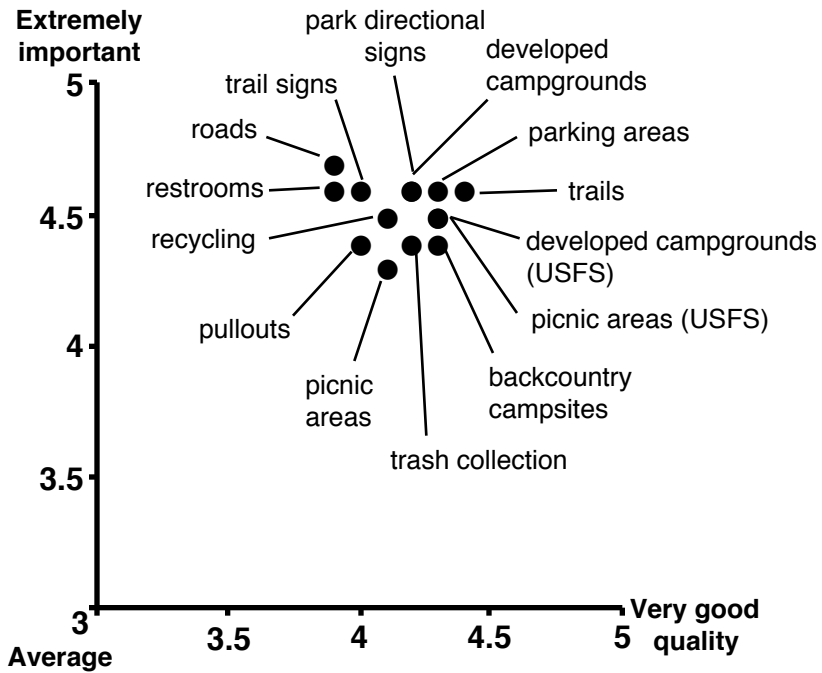 Extremely
important
park directional
signs
developed
campgrounds
trail signs
parking areas
roads
restrooms
trails
recycling
developed campgrounds
(USFS)
pullouts
picnic areas (USFS)
picnic
areas
backcountry
campsites
trash collection
5
4.5
4
3.5
3
3.5
4
4.5
5
Average
Very good
quality